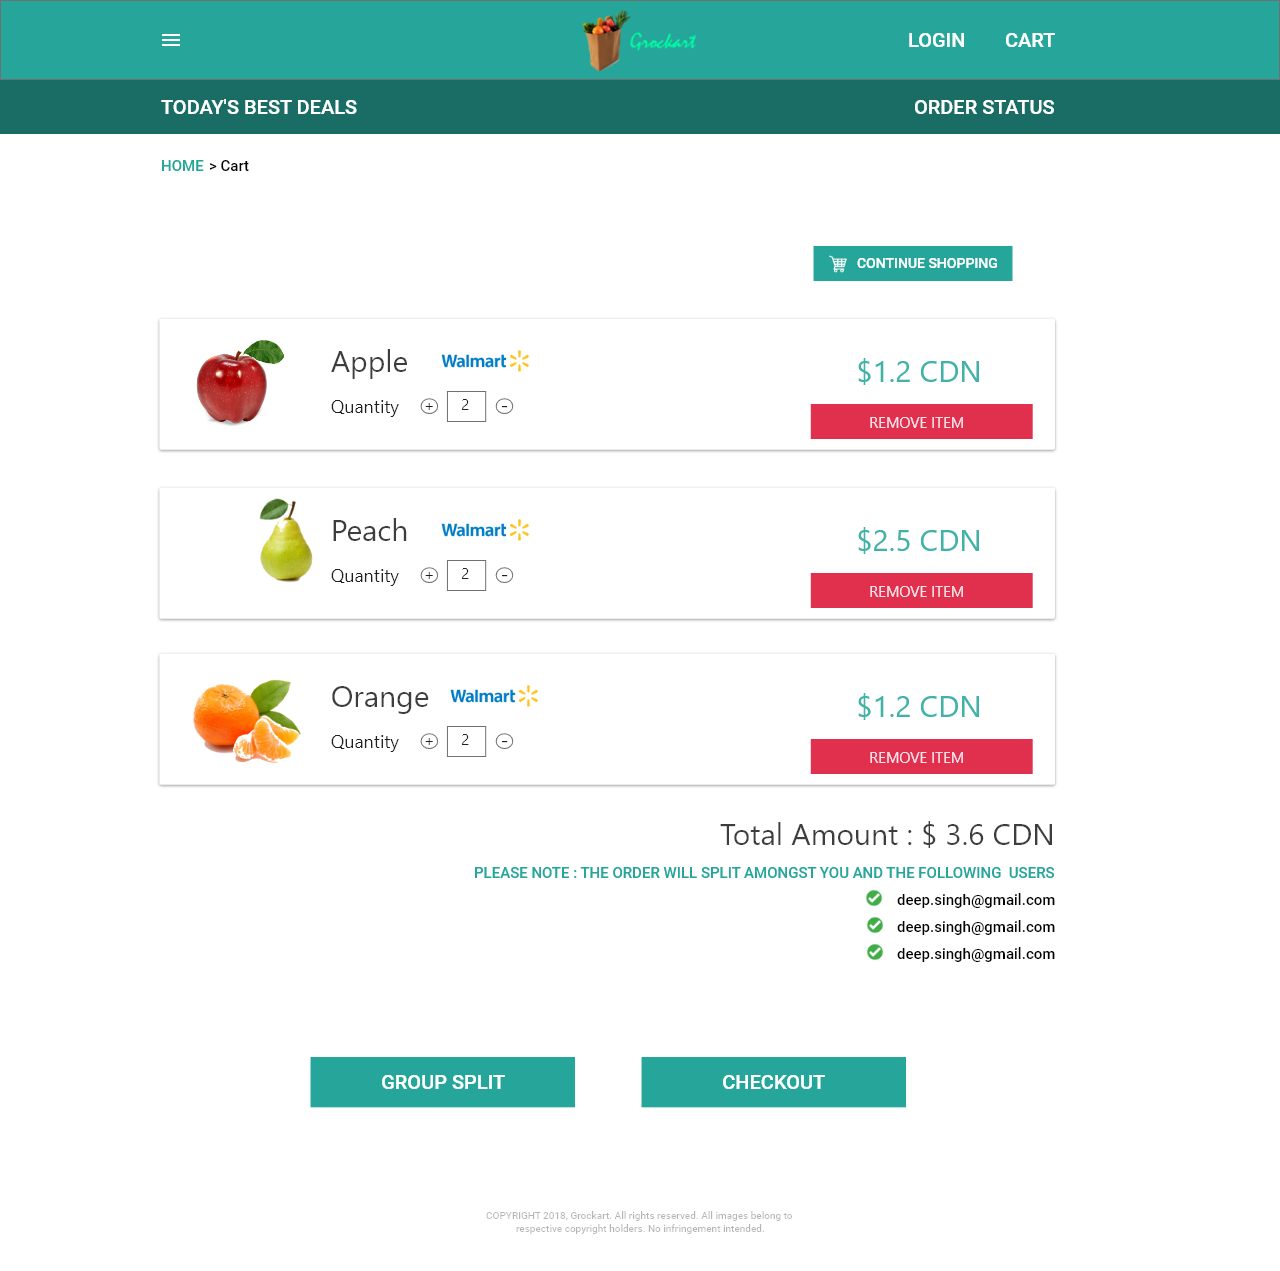 Grockart
LOGIN CART
TODAY'S BEST DEALS ORDER STATUS
HOME > Cart
CONTINUE SHOPPING
Apple Walmart
$1.2 CDN
Quantity + 2 -
REMOVE ITEM
Peach Walmart
$2.5 CDN
Quantity + 2 -
REMOVE ITEM
Orange Walmart
$1.2 CDN
Quantity + 2 -
REMOVE ITEM
Total Amount : $ 3.6 CDN
PLEASE NOTE : THE ORDER WILL SPLIT AMONGST YOU AND THE FOLLOWING USERS
deep.singh@gmail.com
deep.singh@gmail.com
deep.singh@gmail.com
GROUP SPLIT CHECKOUT
COPYRIGHT 2018, Grockart. All rights reserved. All images belong to
respective copyright holders. No infringement intended.